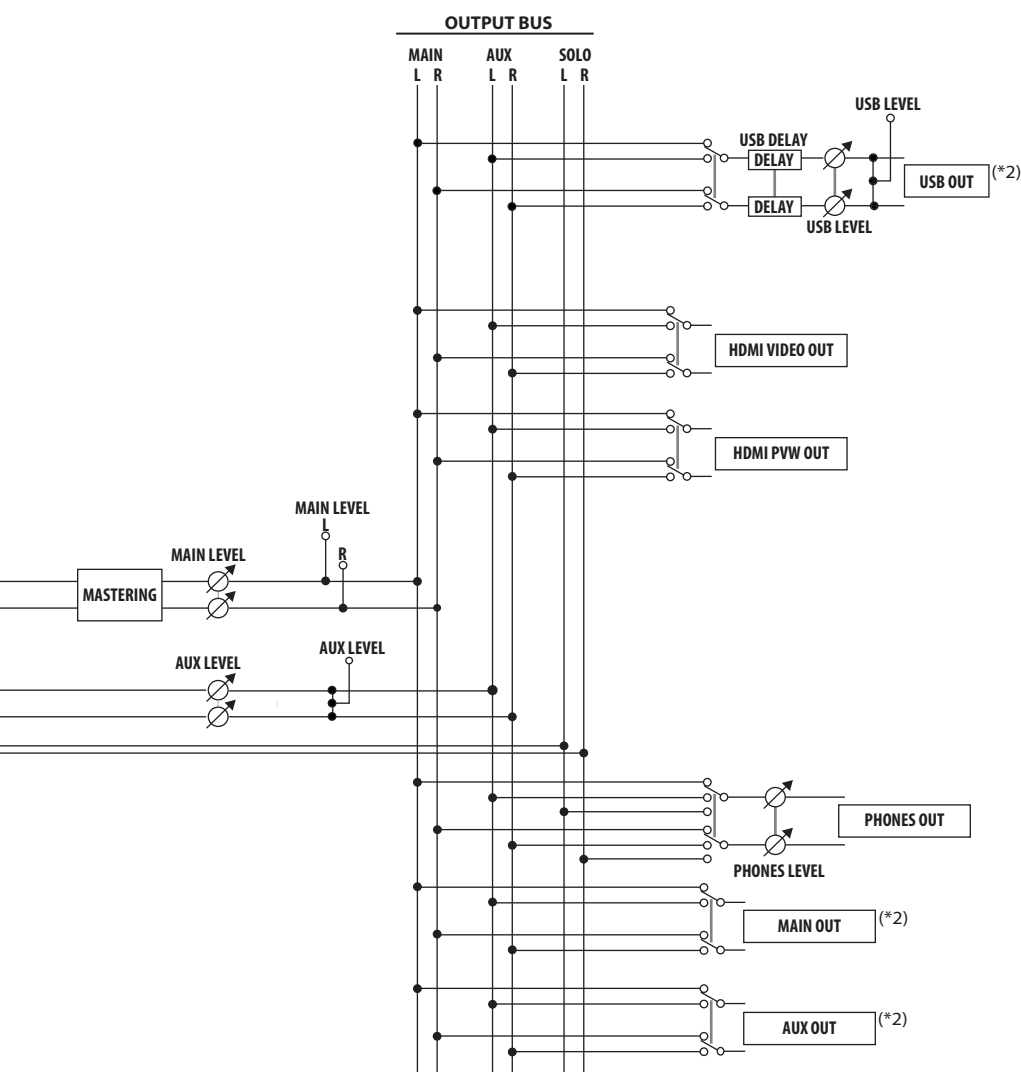 OUTPUT BUS
MAIN AUX SOLO
L R L R L R
USB LEVEL
USB DELAY
DELAY
USB OUT (*2)
DELAY
USB LEVEL
HDMI VIDEO OUT
HDMI PVW OUT
MAIN LEVEL
L
R
MAIN LEVEL
MASTERING
AUX LEVEL
AUX LEVEL
PHONES OUT
PHONES LEVEL
MAIN OUT (*2)
AUX OUT (*2)